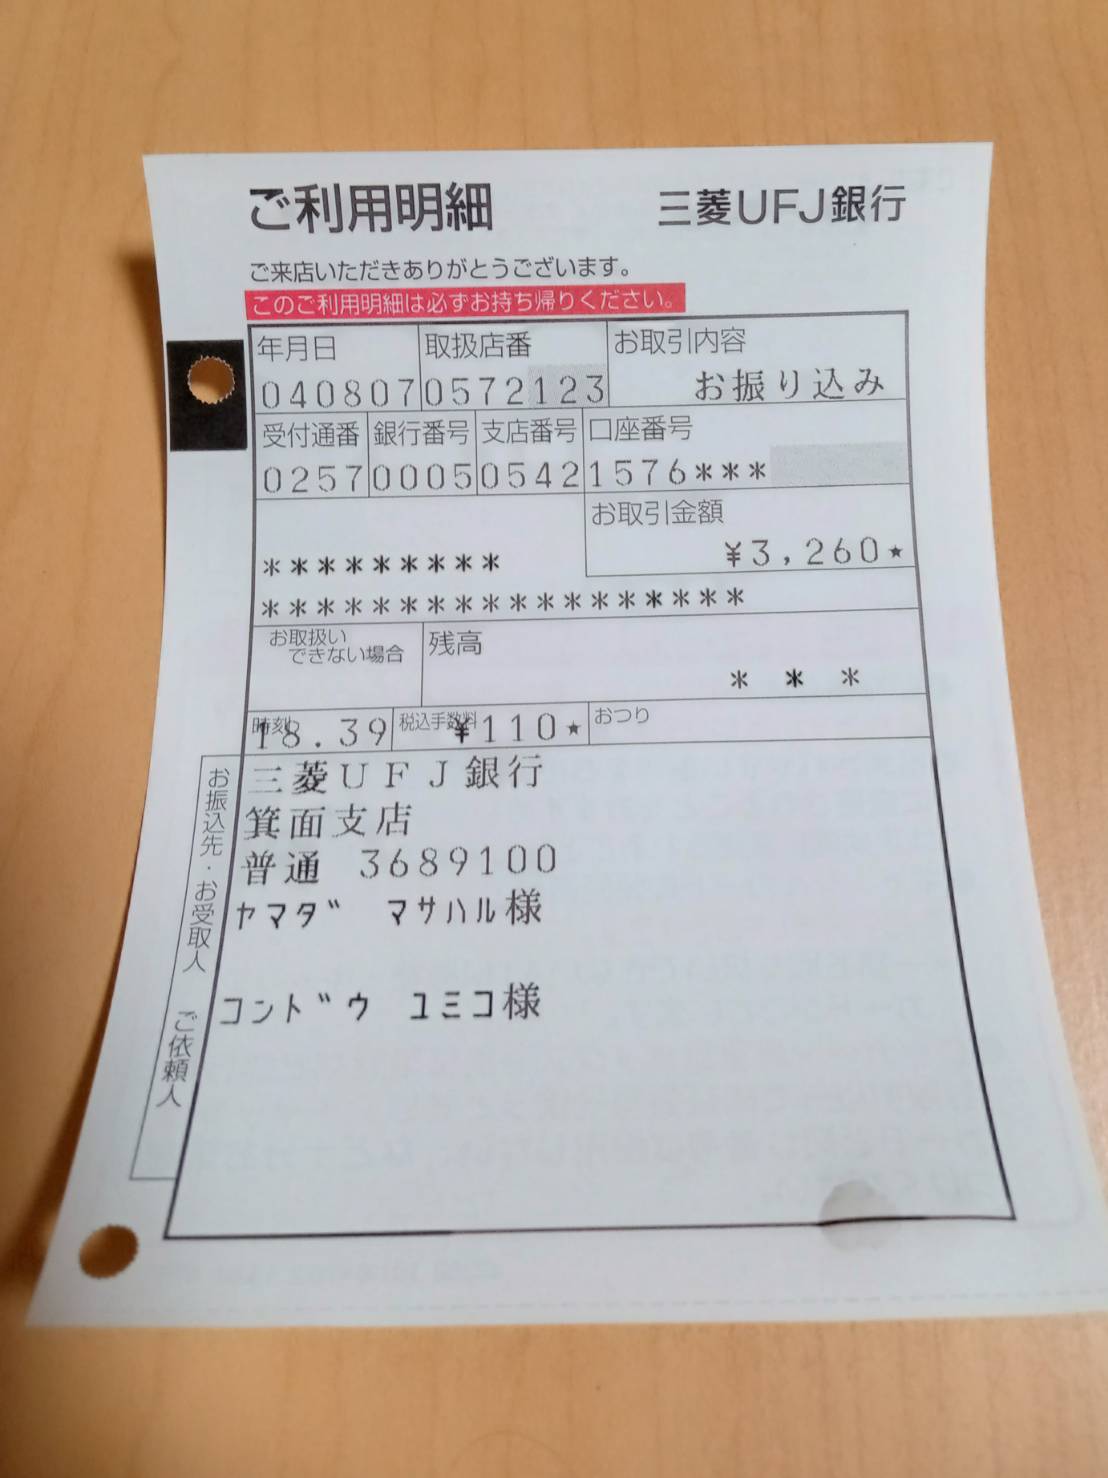 ご利用明細 三菱UFJ銀行
ご来店いただきありがとうございます。
このご利用明細は必ずお持ち帰りください。
年月日 取扱店番 お取引内容
040807 0572123 お振り込み
受付通番 銀行番号 支店番号 口座番号
0257 0005 0542 1576***
お取引金額
********* ¥3,260★
******************
お取扱いできない場合 残高
***
時刻 税込手数料 おつり
18.39 ¥110★
お振込先・お受取人 ご依頼人
三菱UFJ銀行
箕面支店
普通 3689100
ヤマダ゛ マサハル様
コンド゛ウ ユミコ様